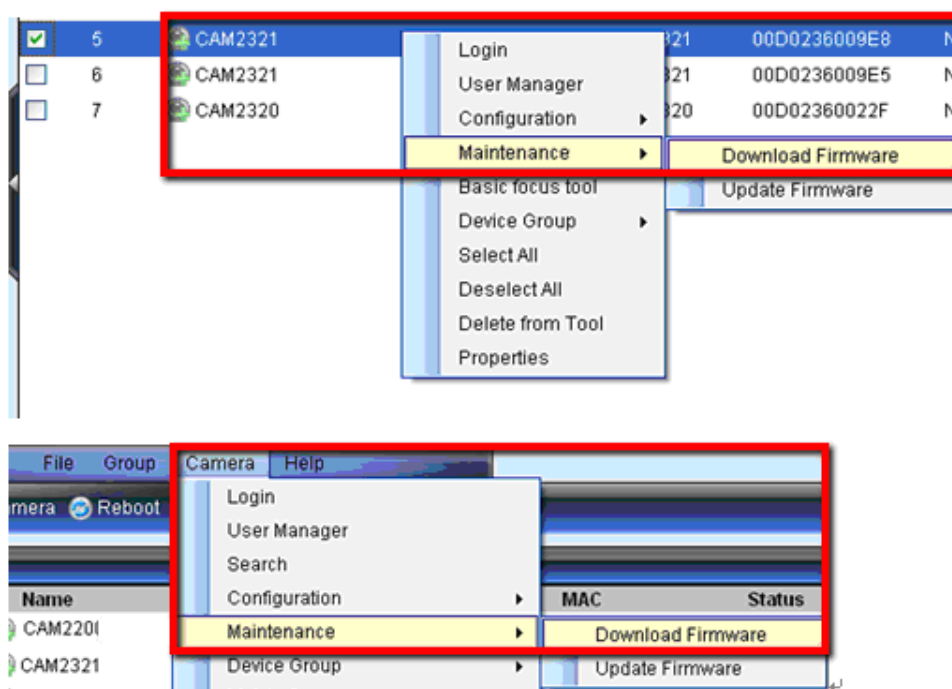 5 CAM2321 321 00D0236009E8 N
6 CAM2321 321 00D0236009E5 N
7 CAM2320 320 00D02360022F N
Login
User Manager
Configuration
Maintenance
Download Firmware
Basic focus tool
Update Firmware
Device Group
Select All
Deselect All
Delete from Tool
Properties
File Group Camera Help
mera Reboot
Login
User Manager
Search
Configuration
Name MAC Status
CAM220
Maintenance
Download Firmware
CAM2321
Device Group
Update Firmware